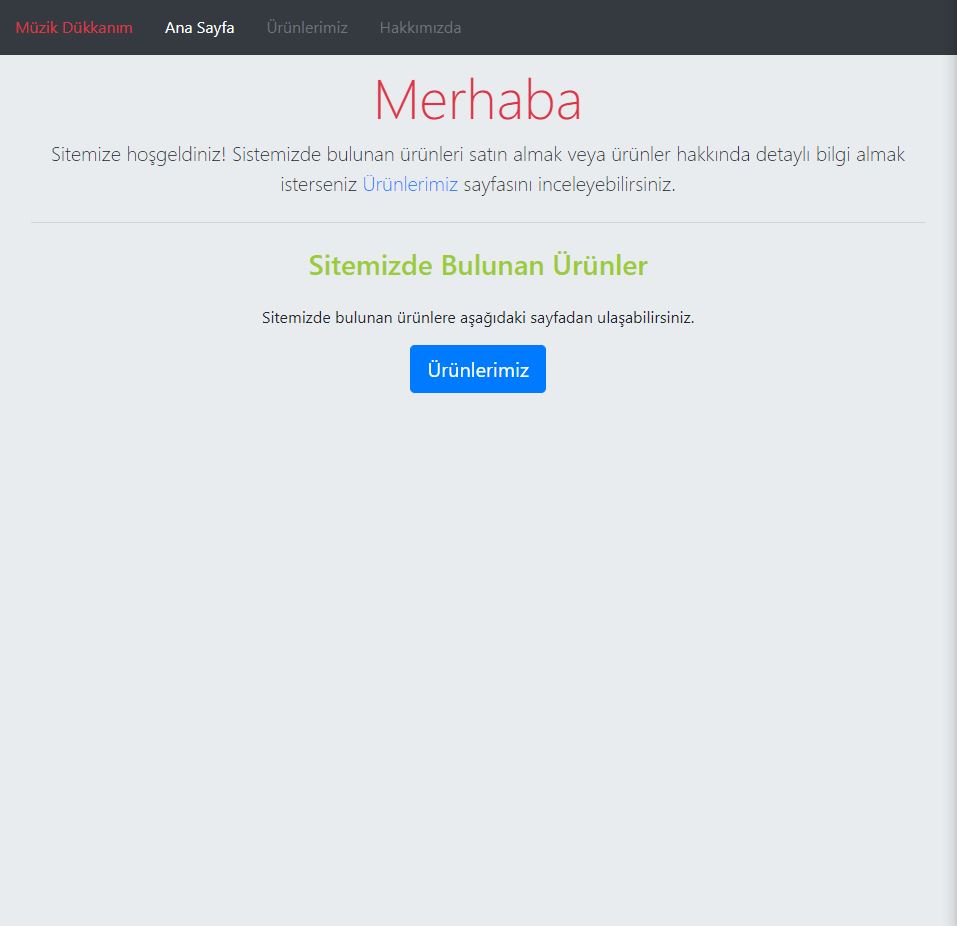 Müzik Dükkanım Ana Sayfa Ürünlerimiz Hakkımızda
Merhaba
Sitemize hoşgeldiniz! Sistemizde bulunan ürünleri satın almak veya ürünler hakkında detaylı bilgi almak
isterseniz Ürünlerimiz sayfasını inceleyebilirsiniz.
Sitemizde Bulunan Ürünler
Sitemizde bulunan ürünlere aşağıdaki sayfadan ulaşabilirsiniz.
Ürünlerimiz